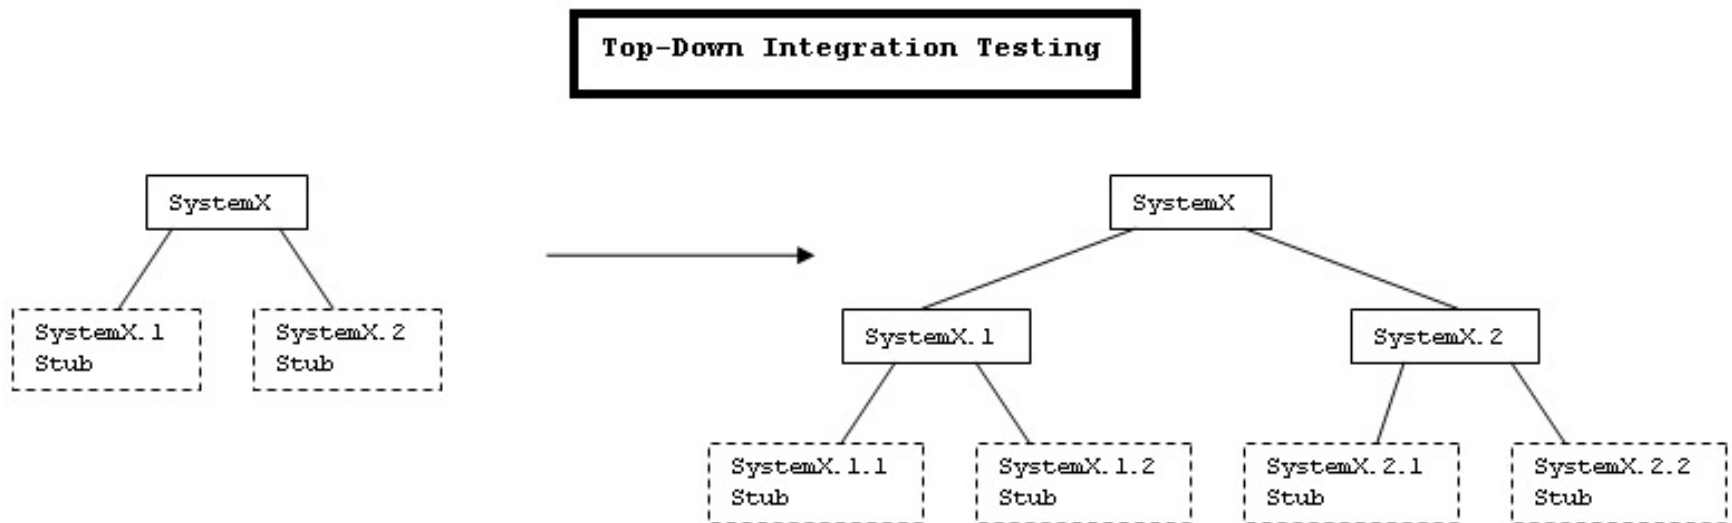 Top-Down Integration Testing
SystemX
SystemX.1
Stub
SystemX.2
Stub
SystemX
SystemX.1
SystemX.2
SystemX.1.1
Stub
SystemX.1.2
Stub
SystemX.2.1
Stub
SystemX.2.2
Stub